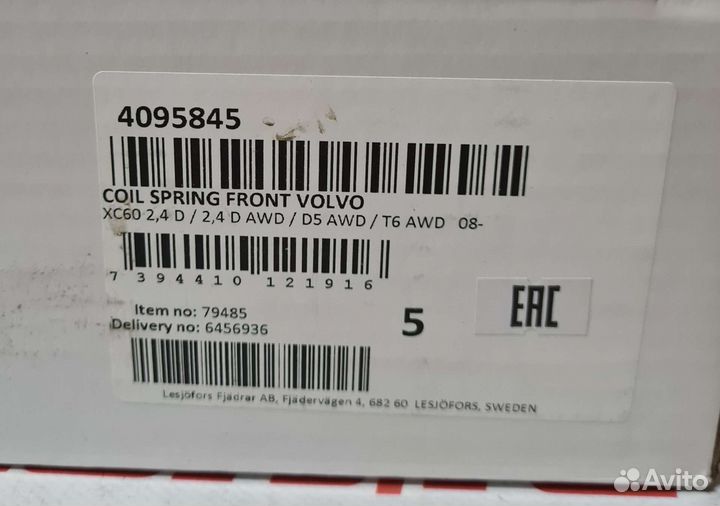 4095845
COIL SPRING FRONT VOLVO
XC60 2,4 D / 2,4 D AWD / D5 AWD / T6 AWD 08-
7 394410 121916
Item no: 79485
Delivery no: 6456936
5
EAC
Lesjöfors Fjädrar AB, Fjädervägen 4, 682 60 LESJÖFORS, SWEDEN
Avito